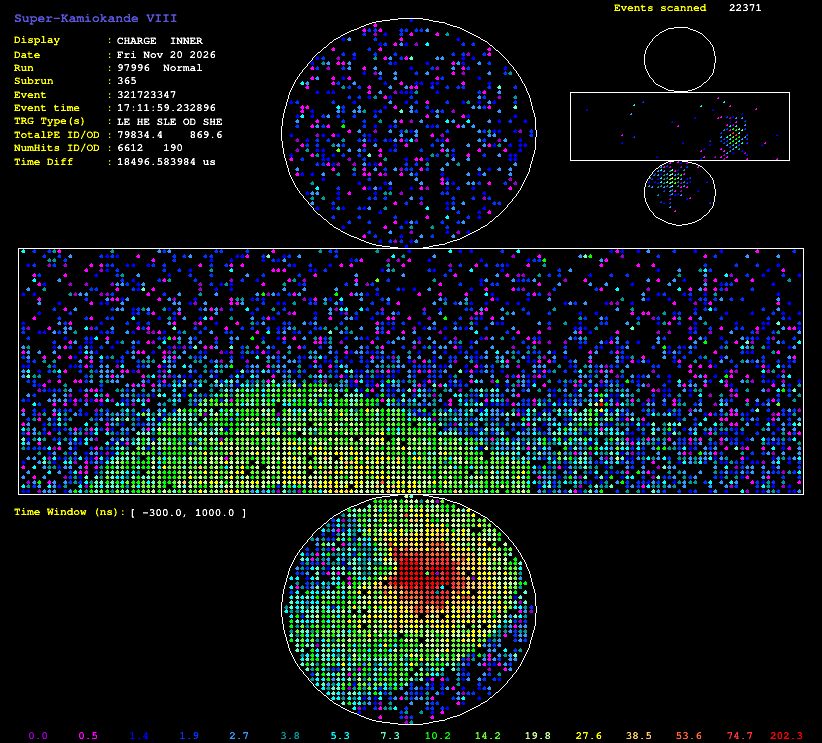 Super-Kamiokande VIII
Events scanned 22371
Display : CHARGE INNER
Date : Fri Nov 20 2026
Run : 97996 Normal
Subrun : 365
Event : 321723347
Event time : 17:11:59.232896
TRG Type(s) : LE HE SLE OD SHE
TotalPE ID/OD : 79834.4 869.6
NumHits ID/OD : 6612 190
Time Diff : 18496.583984 us
Time Window (ns): [ -300.0, 1000.0 ]
0.0 0.5 1.4 1.9 2.7 3.8 5.3 7.3 10.2 14.2 19.8 27.6 38.5 53.6 74.7 202.3